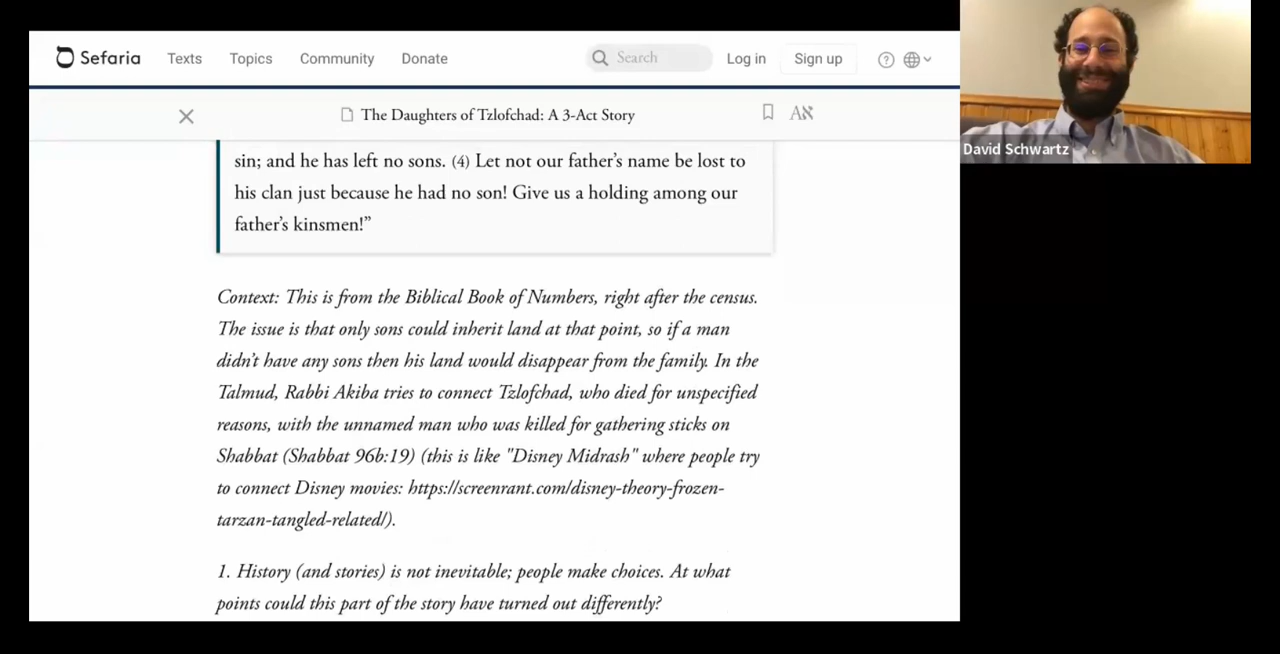 Sefaria Texts Topics Community Donate Search Log in Sign up
The Daughters of Tzlofchad: A 3-Act Story Aא
David Schwartz
sin; and he has left no sons. (4) Let not our father’s name be lost to
his clan just because he had no son! Give us a holding among our
father’s kinsmen!”
Context: This is from the Biblical Book of Numbers, right after the census.
The issue is that only sons could inherit land at that point, so if a man
didn’t have any sons then his land would disappear from the family. In the
Talmud, Rabbi Akiba tries to connect Tzlofchad, who died for unspecified
reasons, with the unnamed man who was killed for gathering sticks on
Shabbat (Shabbat 96b:19) (this is like "Disney Midrash" where people try
to connect Disney movies: https://screenrant.com/disney-theory-frozen-
tarzan-tangled-related/).
1. History (and stories) is not inevitable; people make choices. At what
points could this part of the story have turned out differently?